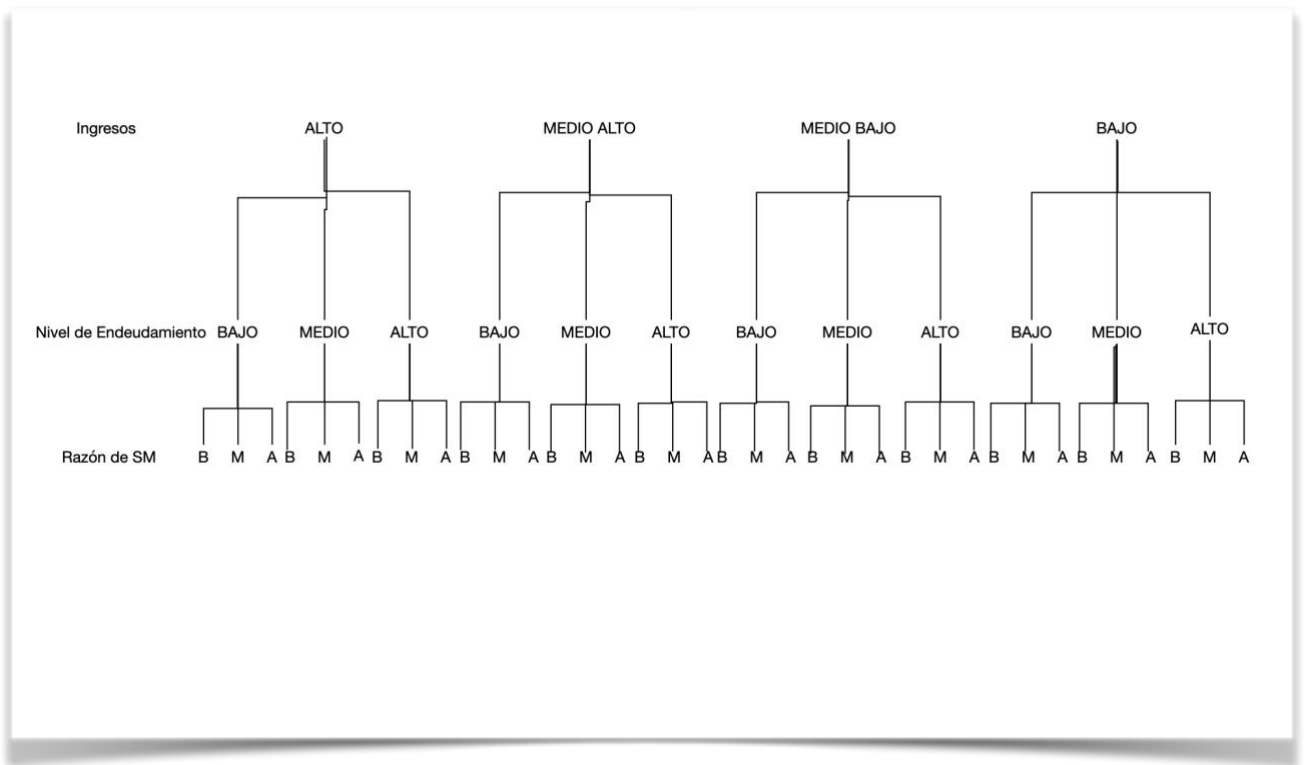 Ingresos ALTO MEDIO ALTO MEDIO BAJO BAJO
Nivel de Endeudamiento BAJO MEDIO ALTO BAJO MEDIO ALTO BAJO MEDIO ALTO BAJO MEDIO ALTO
Razón de SM B M A B M A B M A B M A B M A B M A B M A B M A B M A B M A B M A B M A